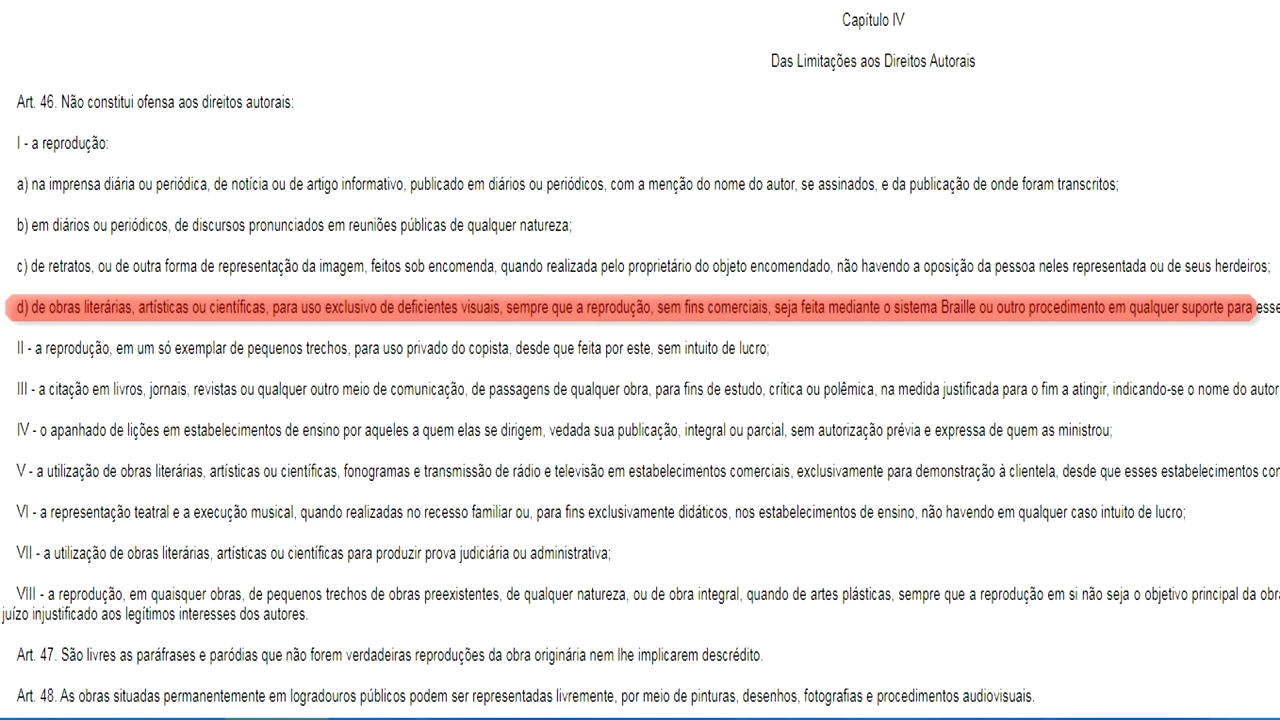 Capítulo IV
Das Limitações aos Direitos Autorais
Art. 46. Não constitui ofensa aos direitos autorais:
I - a reprodução:
a) na imprensa diária ou periódica, de notícia ou de artigo informativo, publicado em diários ou periódicos, com a menção do nome do autor, se assinados, e da publicação de onde foram transcritos;
b) em diários ou periódicos, de discursos pronunciados em reuniões públicas de qualquer natureza;
c) de retratos, ou de outra forma de representação da imagem, feitos sob encomenda, quando realizada pelo proprietário do objeto encomendado, não havendo a oposição da pessoa neles representada ou de seus herdeiros;
d) de obras literárias, artísticas ou científicas, para uso exclusivo de deficientes visuais, sempre que a reprodução, sem fins comerciais, seja feita mediante o sistema Braille ou outro procedimento em qualquer suporte para esse
II - a reprodução, em um só exemplar de pequenos trechos, para uso privado do copista, desde que feita por este, sem intuito de lucro;
III - a citação em livros, jornais, revistas ou qualquer outro meio de comunicação, de passagens de qualquer obra, para fins de estudo, crítica ou polêmica, na medida justificada para o fim a atingir, indicando-se o nome do autor
IV - o apanhado de lições em estabelecimentos de ensino por aqueles a quem elas se dirigem, vedada sua publicação, integral ou parcial, sem autorização prévia e expressa de quem as ministrou;
V - a utilização de obras literárias, artísticas ou científicas, fonogramas e transmissão de rádio e televisão em estabelecimentos comerciais, exclusivamente para demonstração à clientela, desde que esses estabelecimentos com
VI - a representação teatral e a execução musical, quando realizadas no recesso familiar ou, para fins exclusivamente didáticos, nos estabelecimentos de ensino, não havendo em qualquer caso intuito de lucro;
VII - a utilização de obras literárias, artísticas ou científicas para produzir prova judiciária ou administrativa;
VIII - a reprodução, em quaisquer obras, de pequenos trechos de obras preexistentes, de qualquer natureza, ou de obra integral, quando de artes plásticas, sempre que a reprodução em si não seja o objetivo principal da obra
juízo injustificado aos legítimos interesses dos autores.
Art. 47. São livres as paráfrases e paródias que não forem verdadeiras reproduções da obra originária nem lhe implicarem descrédito.
Art. 48. As obras situadas permanentemente em logradouros públicos podem ser representadas livremente, por meio de pinturas, desenhos, fotografias e procedimentos audiovisuais.